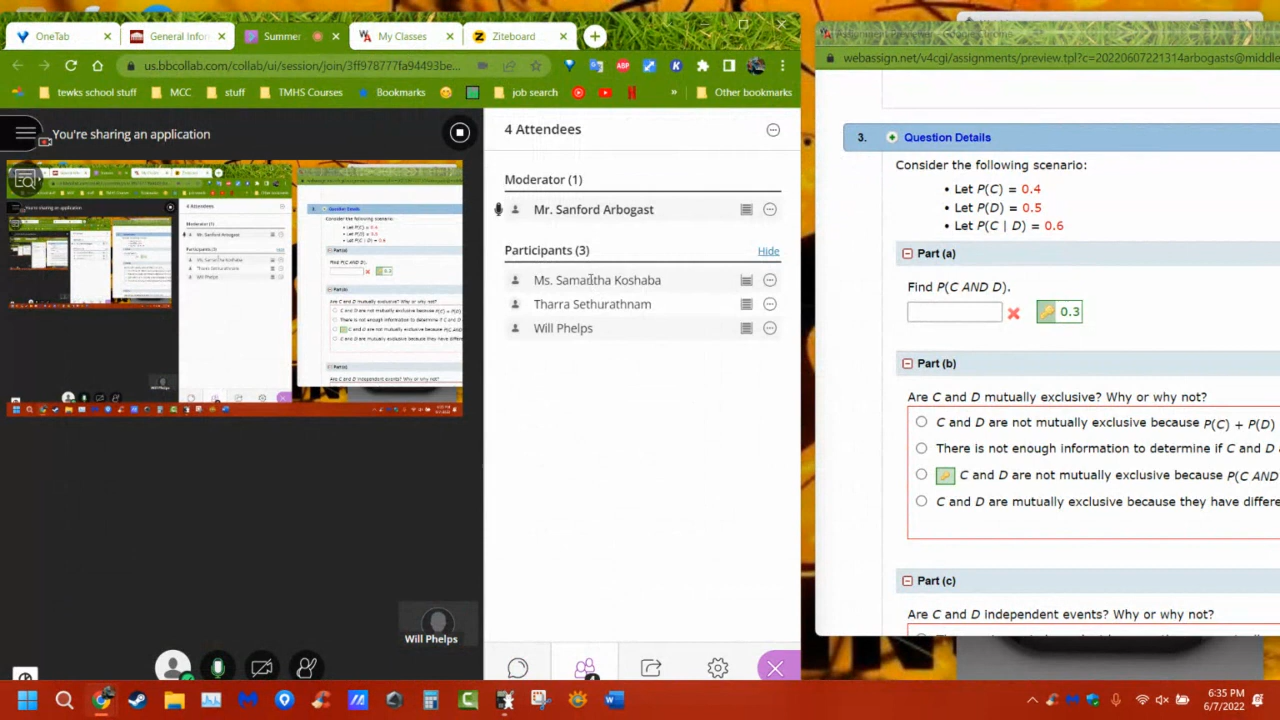 OneTab
General Infor
Summer
My Classes
Ziteboard
us.bbcollab.com/collab/ui/session/join/3ff978777fa94493be...
tewks school stuff
MCC
stuff
TMHS Courses
Bookmarks
job search
»
Other bookmarks
You're sharing an application
4 Attendees
Moderator (1)
Mr. Sanford Arbogast
Participants (3)
Hide
Ms. Samantha Koshaba
Tharra Sethurathnam
Will Phelps
Will Phelps
webassign.net/v4cgi/assignments/preview.tpl?c=20220607221314arbogasts@middle
3. Question Details
Consider the following scenario:
• Let P(C) = 0.4
• Let P(D) = 0.5
• Let P(C | D) = 0.6
Part (a)
Find P(C AND D).
0.3
Part (b)
Are C and D mutually exclusive? Why or why not?
C and D are not mutually exclusive because P(C) + P(D)
There is not enough information to determine if C and D
C and D are not mutually exclusive because P(C AND
C and D are mutually exclusive because they have differe
Part (c)
Are C and D independent events? Why or why not?
6:35 PM
6/7/2022